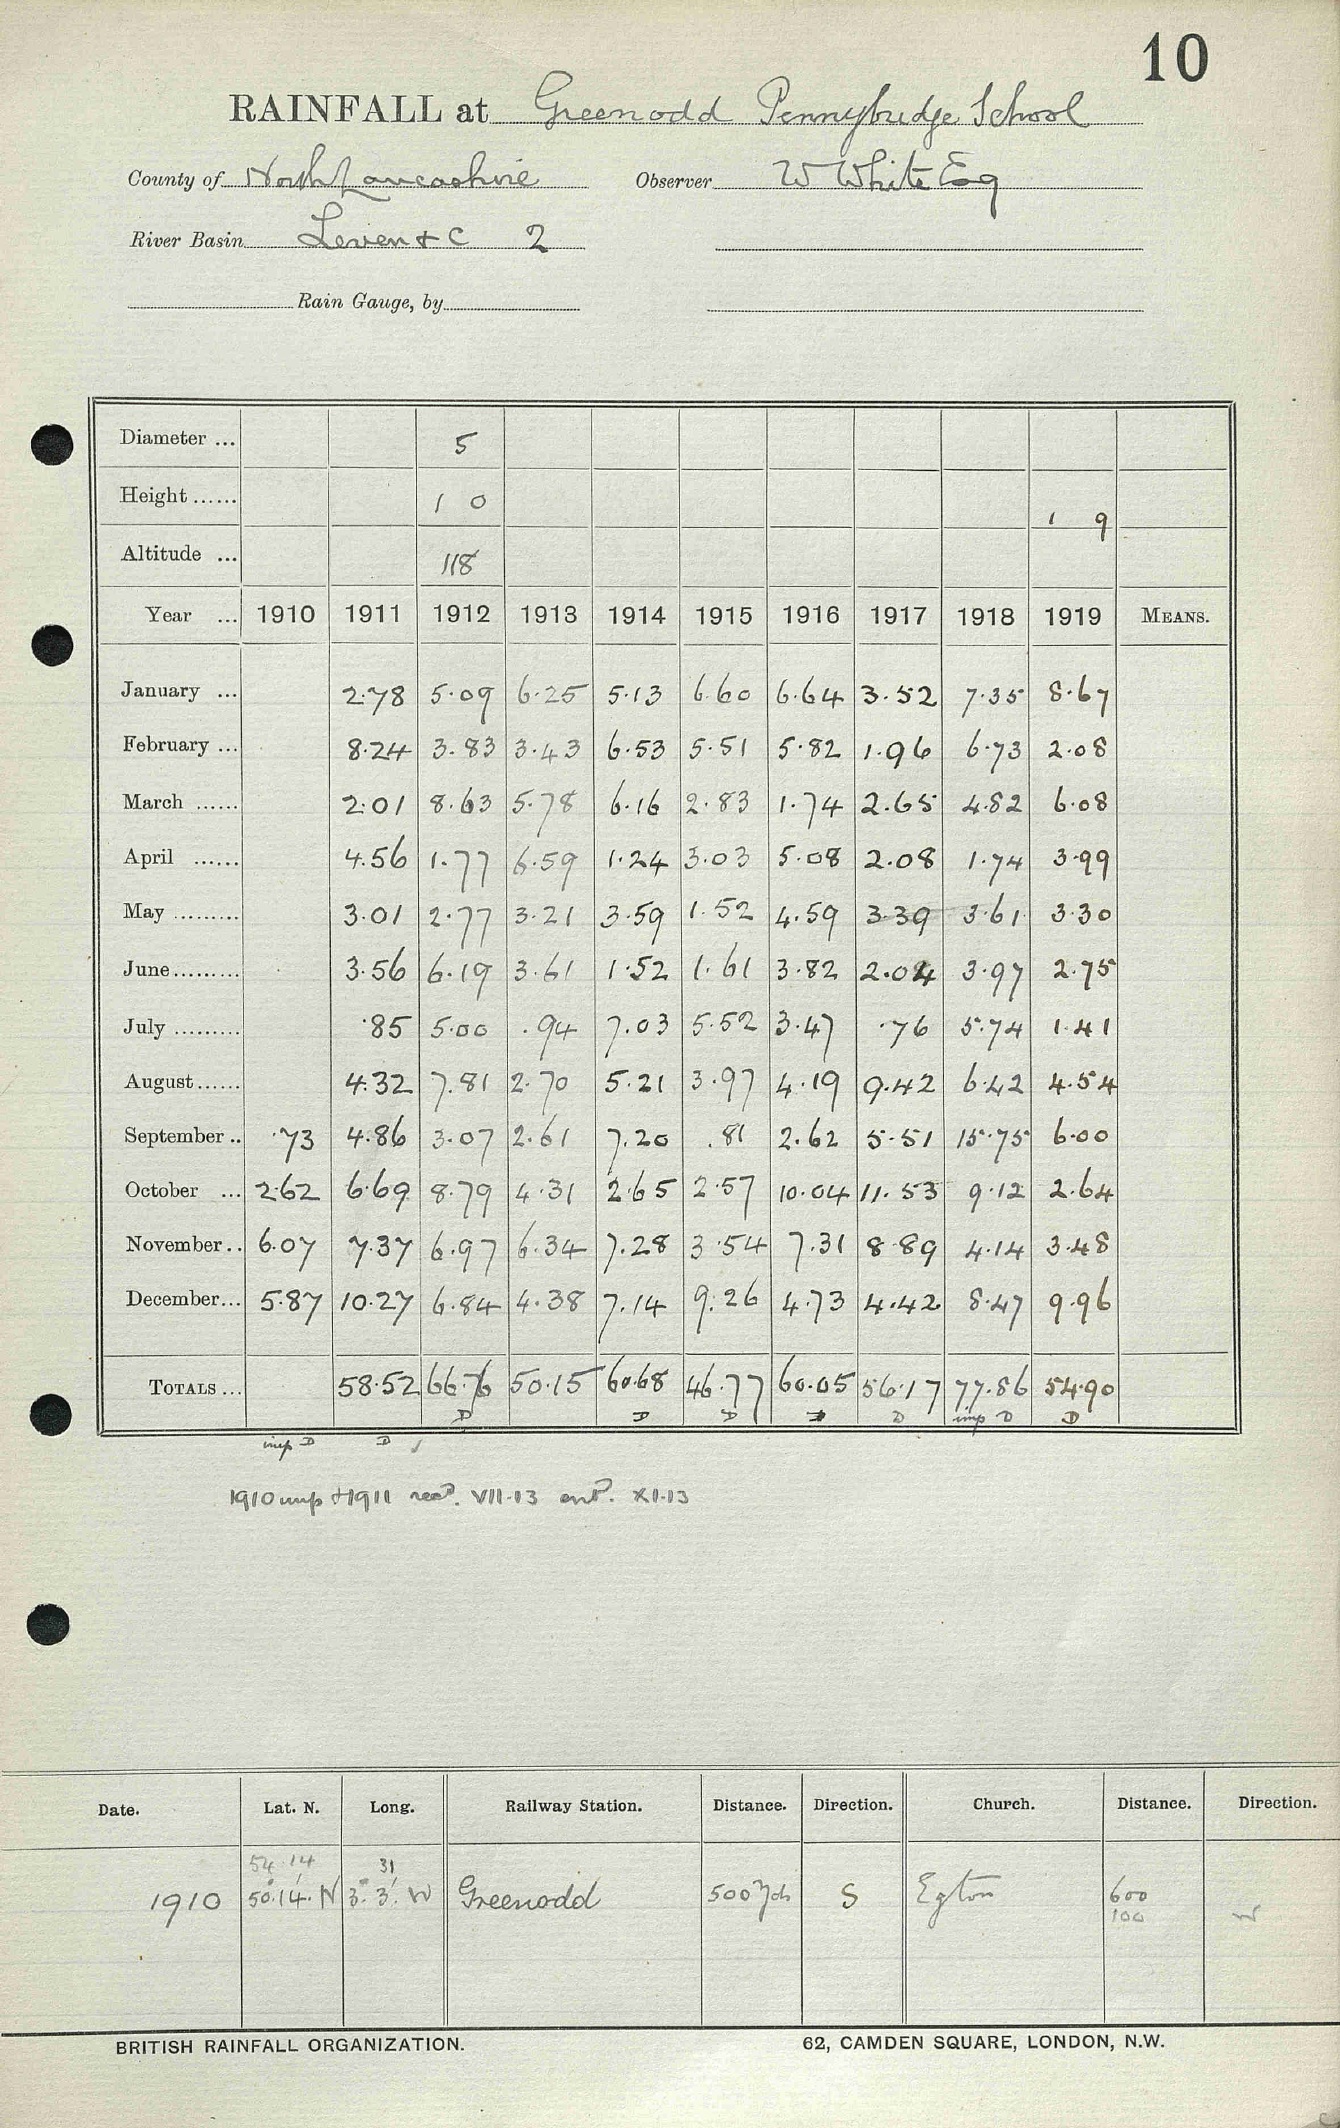 10
RAINFALL at Greenodd Pennybridge School
County of North Lancashire Observer W White Esq
River Basin Leven & C 2
Rain Gauge, by
Diameter ... 5
Height ...... 1 0 1 9
Altitude ... 118
Year ... 1910 1911 1912 1913 1914 1915 1916 1917 1918 1919 MEANS.
January ... 2.78 5.09 6.25 5.13 6.60 6.64 3.52 7.35 8.67
February ... 8.24 3.83 3.43 6.53 5.51 5.82 1.96 6.73 2.08
March ...... 2.01 8.63 5.78 6.16 2.83 1.74 2.65 4.82 6.08
April ...... 4.56 1.77 6.59 1.24 3.03 5.08 2.08 1.74 3.99
May ......... 3.01 2.77 3.21 3.59 1.52 4.59 3.39 3.61 3.30
June ......... 3.56 6.19 3.61 1.52 1.61 3.82 2.04 3.97 2.75
July ......... .85 5.00 .94 7.03 5.52 3.47 .76 5.74 1.41
August ...... 4.32 7.81 2.70 5.21 3.97 4.19 9.42 6.42 4.54
September .. .73 4.86 3.07 2.61 7.20 .81 2.62 5.51 15.75 6.00
October ... 2.62 6.69 8.79 4.31 2.65 2.57 10.04 11.53 9.12 2.64
November .. 6.07 7.37 6.97 6.34 7.28 3.54 7.31 8.89 4.14 3.48
December ... 5.87 10.27 6.84 4.38 7.14 9.26 4.73 4.42 8.47 9.96
TOTALS ... 58.52 66.76 50.15 60.68 46.77 60.05 56.17 77.86 54.90
D D D D D imp D D
imp D D
1910 imp & 1911 recd. VII.13 entd. XI.13
Date. Lat. N. Long. Railway Station. Distance. Direction. Church. Distance. Direction.
54 14 31
1910 50°14' N 3° 3' W Greenodd 500 yds S Egton 600
100 W
BRITISH RAINFALL ORGANIZATION. 62, CAMDEN SQUARE, LONDON, N.W.